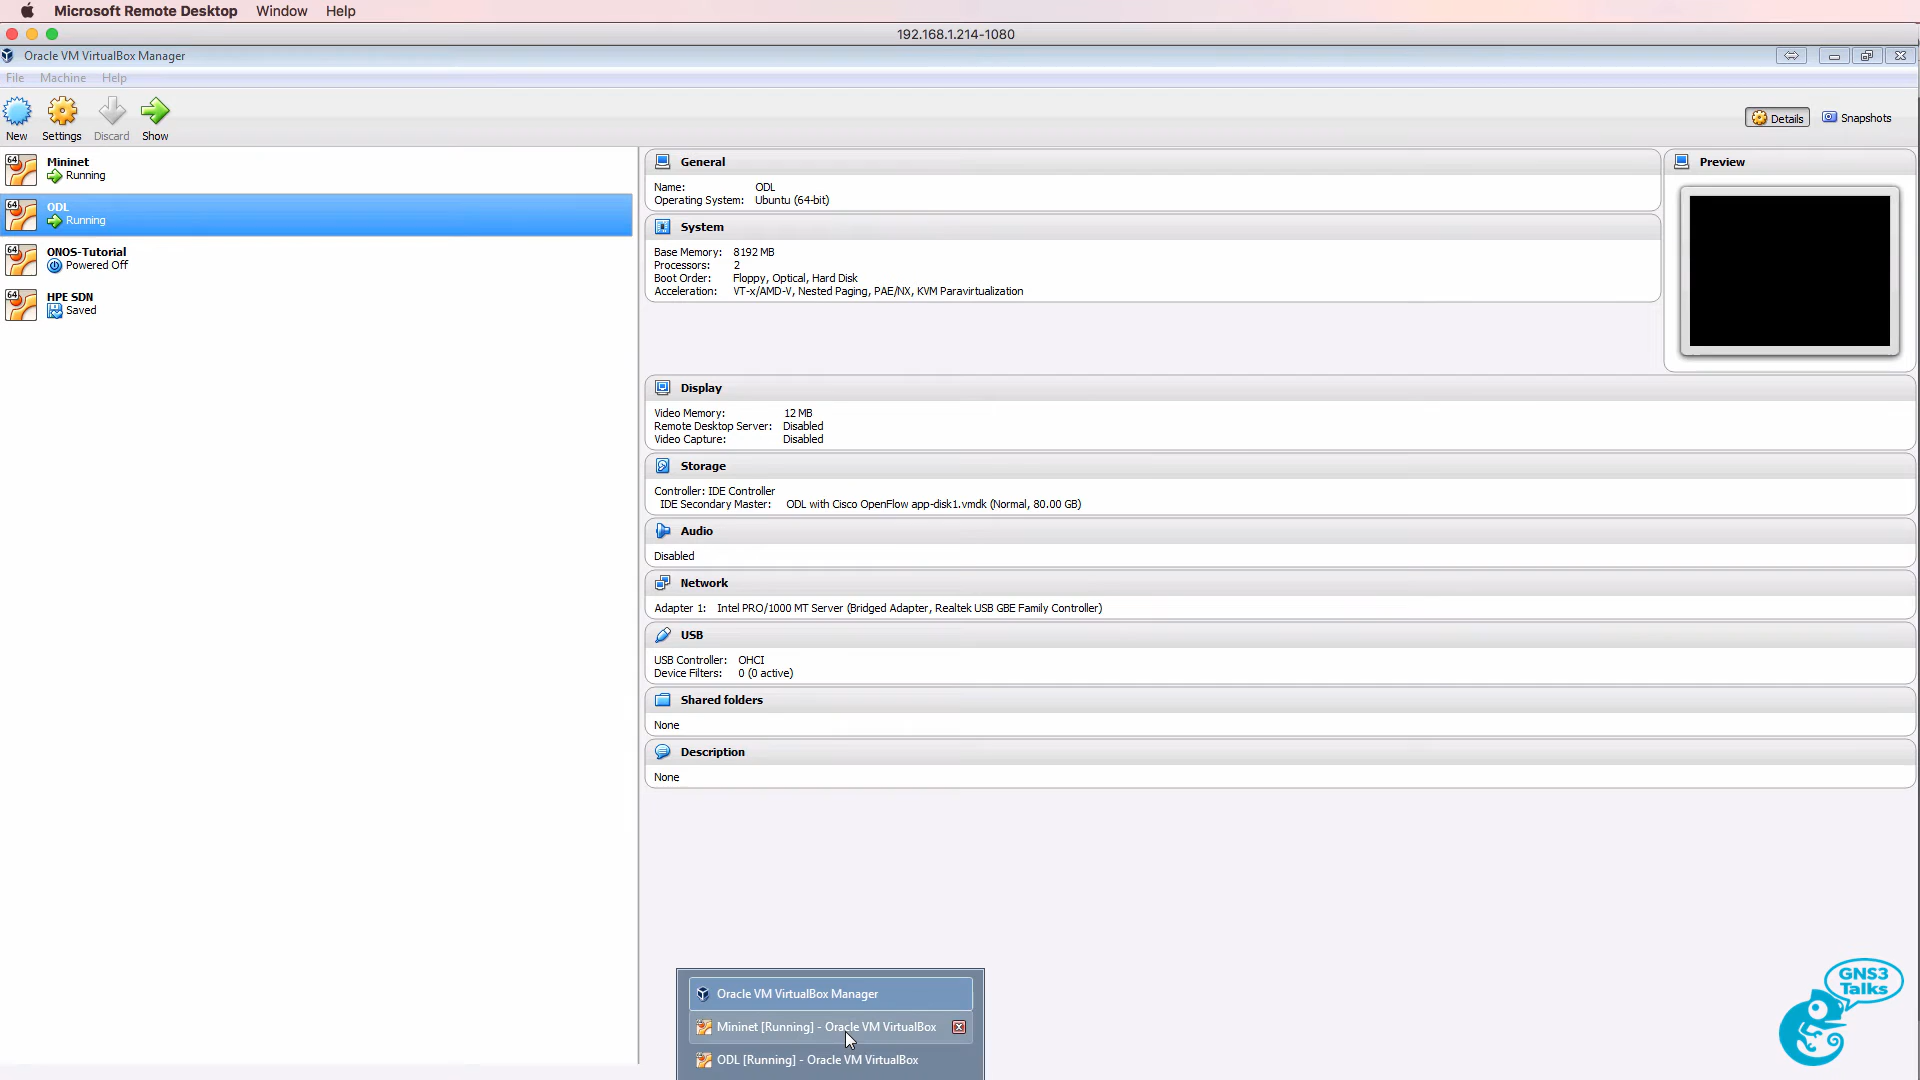 Microsoft Remote Desktop Window Help
192.168.1.214-1080
Oracle VM VirtualBox Manager
File Machine Help
New Settings Discard Show
Details Snapshots
64
Mininet
Running
64
ODL
Running
64
ONOS-Tutorial
Powered Off
64
HPE SDN
Saved
General
Name: ODL
Operating System: Ubuntu (64-bit)
System
Base Memory: 8192 MB
Processors: 2
Boot Order: Floppy, Optical, Hard Disk
Acceleration: VT-x/AMD-V, Nested Paging, PAE/NX, KVM Paravirtualization
Preview
Display
Video Memory: 12 MB
Remote Desktop Server: Disabled
Video Capture: Disabled
Storage
Controller: IDE Controller
IDE Secondary Master: ODL with Cisco OpenFlow app-disk1.vmdk (Normal, 80.00 GB)
Audio
Disabled
Network
Adapter 1: Intel PRO/1000 MT Server (Bridged Adapter, Realtek USB GBE Family Controller)
USB
USB Controller: OHCI
Device Filters: 0 (0 active)
Shared folders
None
Description
None
Oracle VM VirtualBox Manager
Mininet [Running] - Oracle VM VirtualBox
ODL [Running] - Oracle VM VirtualBox
GNS3
Talks